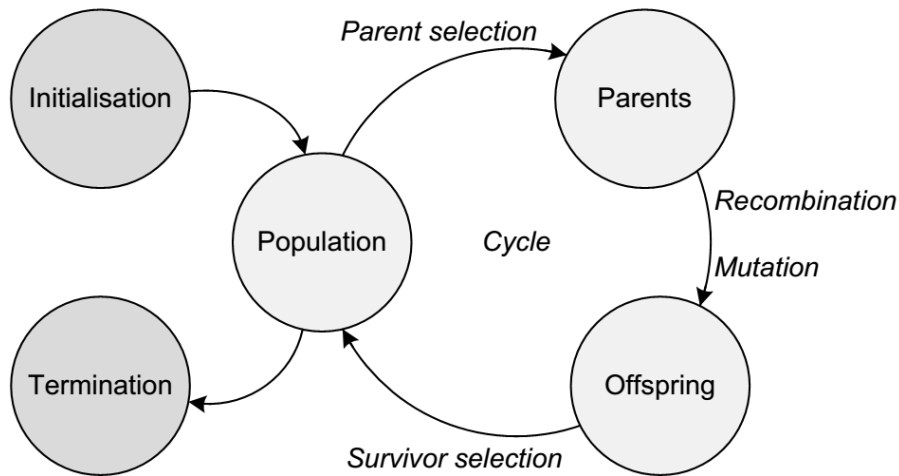 Parent selection
Initialisation
Parents
Recombination
Population
Cycle
Mutation
Termination
Offspring
Survivor selection